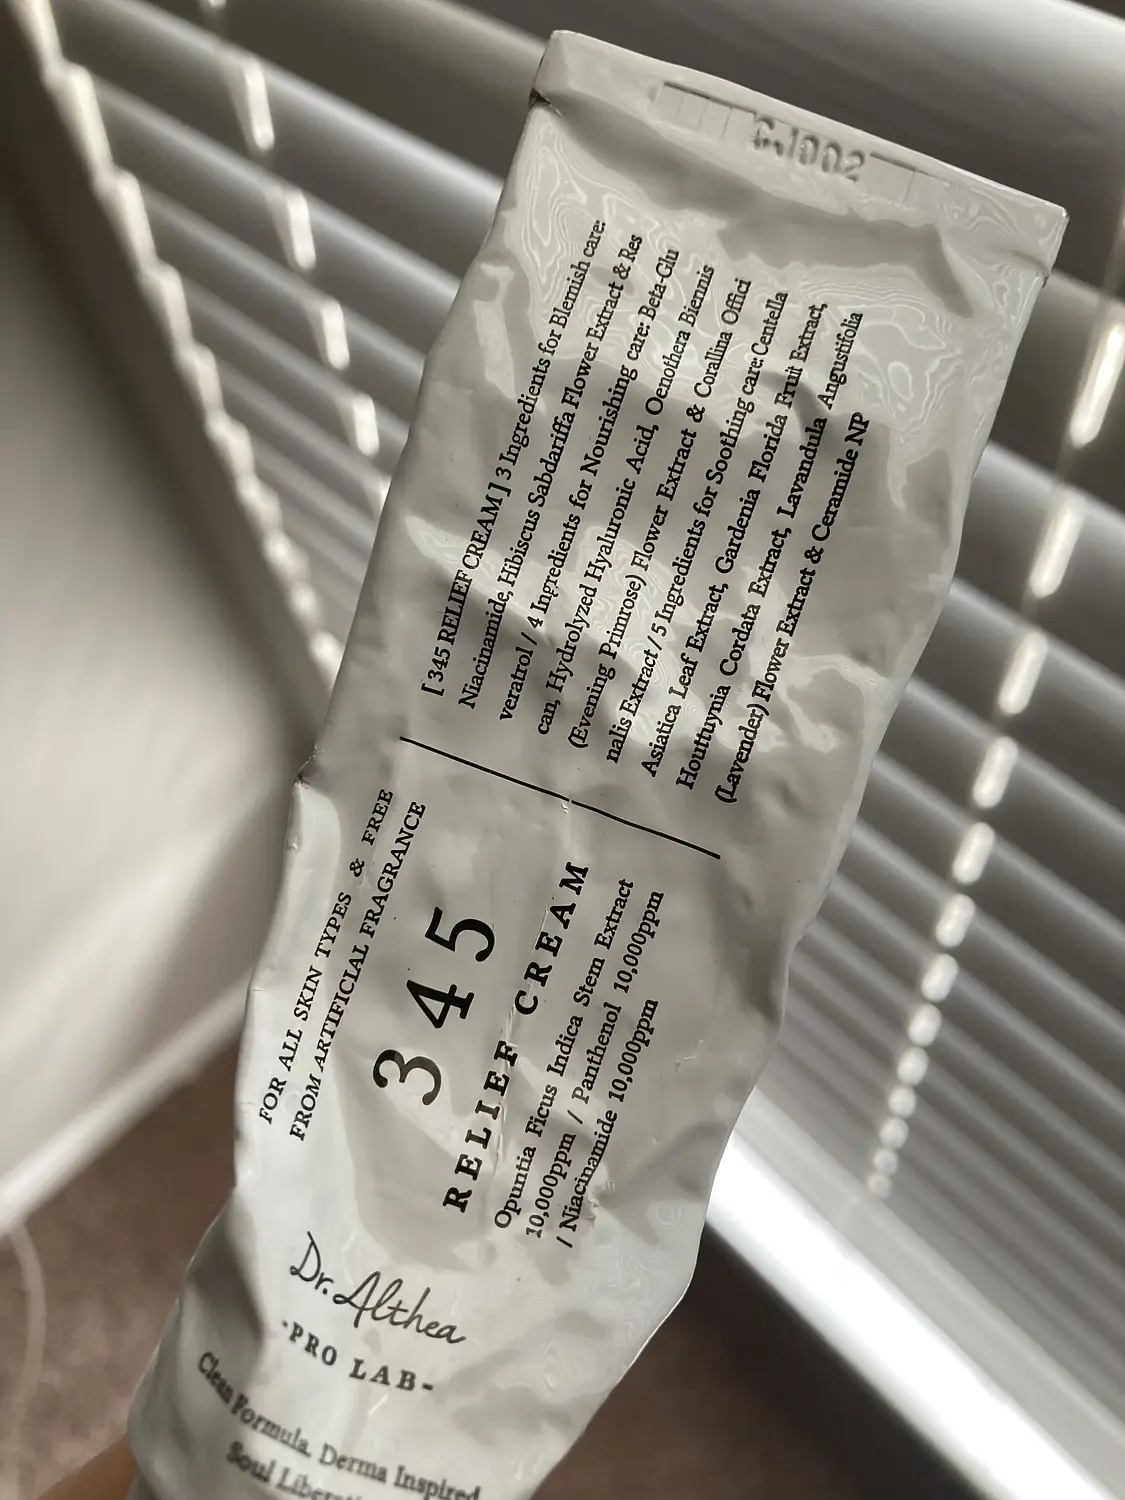 C.1002
[ 345 RELIEF CREAM ] 3 Ingredients for Blemish care:
Niacinamide, Hibiscus Sabdariffa Flower Extract & Res
veratrol / 4 Ingredients for Nourishing care: Beta-Glu
can, Hydrolyzed Hyaluronic Acid, Oenothera Biennis
(Evening Primrose) Flower Extract & Corallina Offici
nalis Extract / 5 Ingredients for Soothing care: Centella
Asiatica Leaf Extract, Gardenia Florida Fruit Extract,
Houttuynia Cordata Extract, Lavandula Angustifolia
(Lavender) Flower Extract & Ceramide NP
FOR ALL SKIN TYPES & FREE
FROM ARTIFICIAL FRAGRANCE
345
RELIEF CREAM
Opuntia Ficus Indica Stem Extract
10,000ppm / Panthenol 10,000ppm
/ Niacinamide 10,000ppm
Dr.Althea
-PRO LAB-
Clean Formula, Derma Inspired
Soul